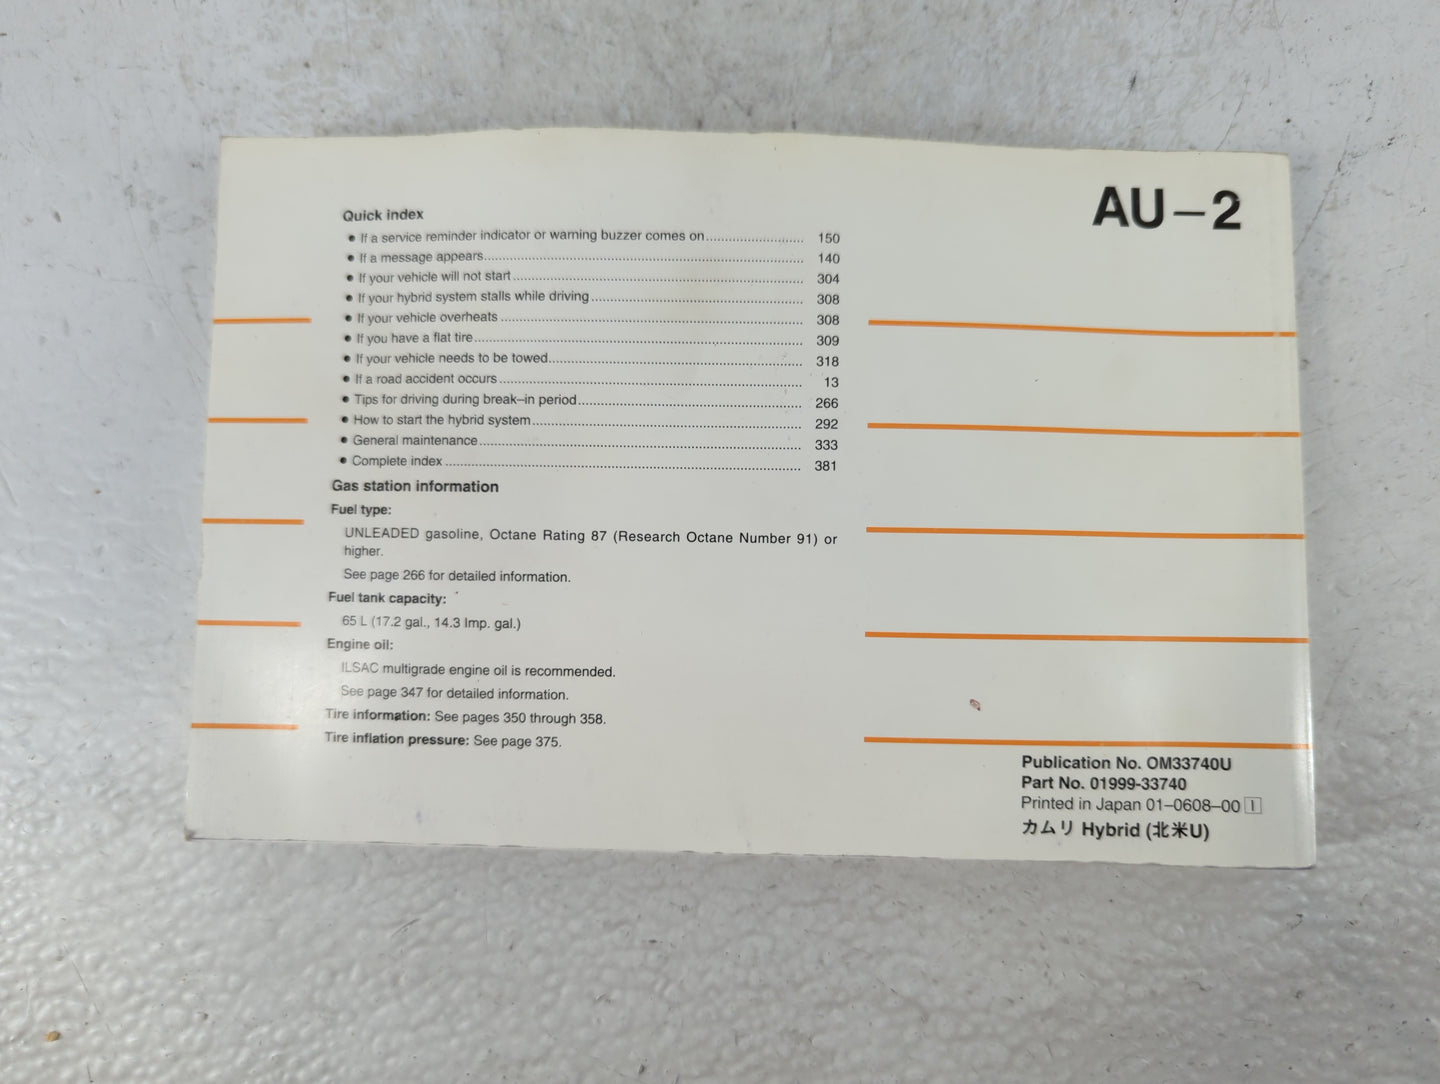 AU–2
Quick index
● If a service reminder indicator or warning buzzer comes on........................ 150
● If a message appears........................ 140
● If your vehicle will not start........................ 304
● If your hybrid system stalls while driving........................ 308
● If your vehicle overheats........................ 308
● If you have a flat tire........................ 309
● If your vehicle needs to be towed........................ 318
● If a road accident occurs........................ 13
● Tips for driving during break–in period........................ 266
● How to start the hybrid system........................ 292
● General maintenance........................ 333
● Complete index........................ 381
Gas station information
Fuel type:
UNLEADED gasoline, Octane Rating 87 (Research Octane Number 91) or
higher.
See page 266 for detailed information.
Fuel tank capacity:
65 L (17.2 gal., 14.3 Imp. gal.)
Engine oil:
ILSAC multigrade engine oil is recommended.
See page 347 for detailed information.
Tire information: See pages 350 through 358.
Tire inflation pressure: See page 375.
Publication No. OM33740U
Part No. 01999-33740
Printed in Japan 01–0608–00 I
カムリ Hybrid (北米U)